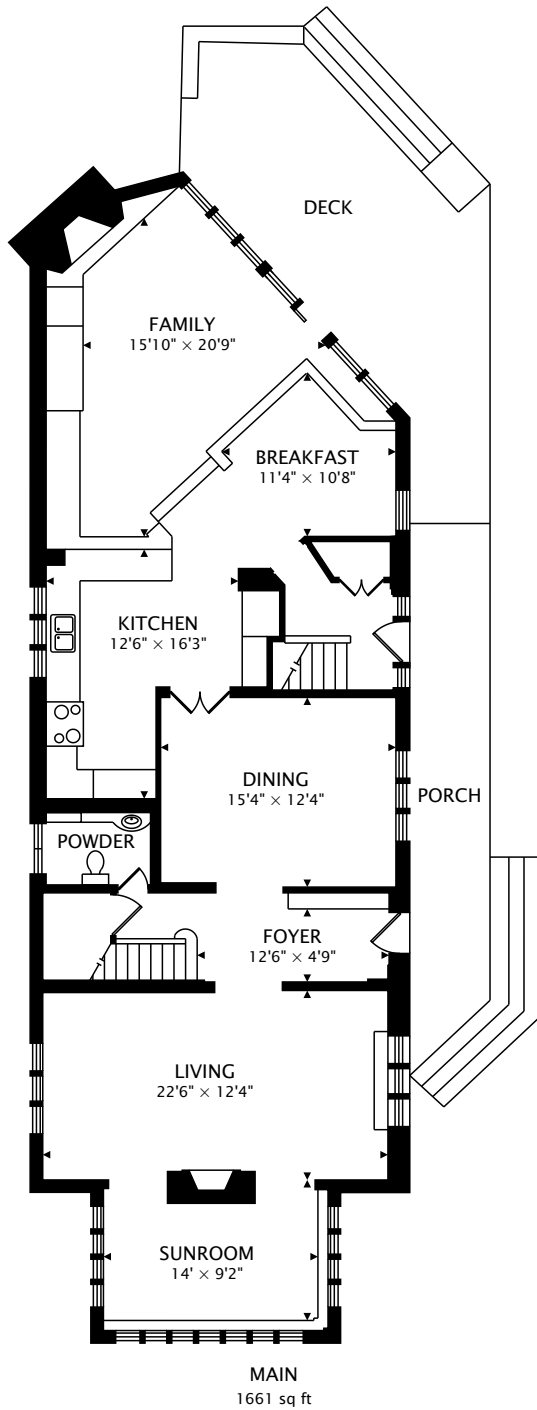 DECK
FAMILY
15'10" × 20'9"
BREAKFAST
11'4" × 10'8"
KITCHEN
12'6" × 16'3"
DINING
15'4" × 12'4"
PORCH
POWDER
FOYER
12'6" × 4'9"
LIVING
22'6" × 12'4"
SUNROOM
14' × 9'2"
MAIN
1661 sq ft